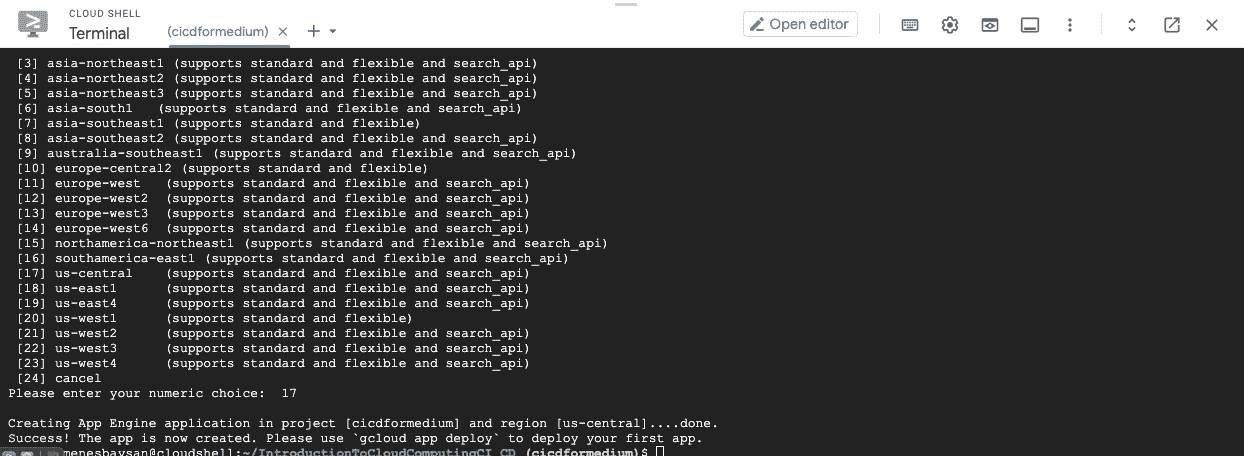 CLOUD SHELL
Terminal
(cicdformedium)
Open editor
[3] asia-northeast1 (supports standard and flexible and search_api)
[4] asia-northeast2 (supports standard and flexible and search_api)
[5] asia-northeast3 (supports standard and flexible and search_api)
[6] asia-south1 (supports standard and flexible and search_api)
[7] asia-southeast1 (supports standard and flexible)
[8] asia-southeast2 (supports standard and flexible and search_api)
[9] australia-southeast1 (supports standard and flexible and search_api)
[10] europe-central2 (supports standard and flexible)
[11] europe-west (supports standard and flexible and search_api)
[12] europe-west2 (supports standard and flexible and search_api)
[13] europe-west3 (supports standard and flexible and search_api)
[14] europe-west6 (supports standard and flexible and search_api)
[15] northamerica-northeast1 (supports standard and flexible and search_api)
[16] southamerica-east1 (supports standard and flexible and search_api)
[17] us-central (supports standard and flexible and search_api)
[18] us-east1 (supports standard and flexible and search_api)
[19] us-east4 (supports standard and flexible and search_api)
[20] us-west1 (supports standard and flexible)
[21] us-west2 (supports standard and flexible and search_api)
[22] us-west3 (supports standard and flexible and search_api)
[23] us-west4 (supports standard and flexible and search_api)
[24] cancel
Please enter your numeric choice: 17
Creating App Engine application in project [cicdformedium] and region [us-central]....done.
Success! The app is now created. Please use `gcloud app deploy` to deploy your first app.
menesbaysan@cloudshell:~/IntroductionToCloudComputingCI_CD (cicdformedium)$